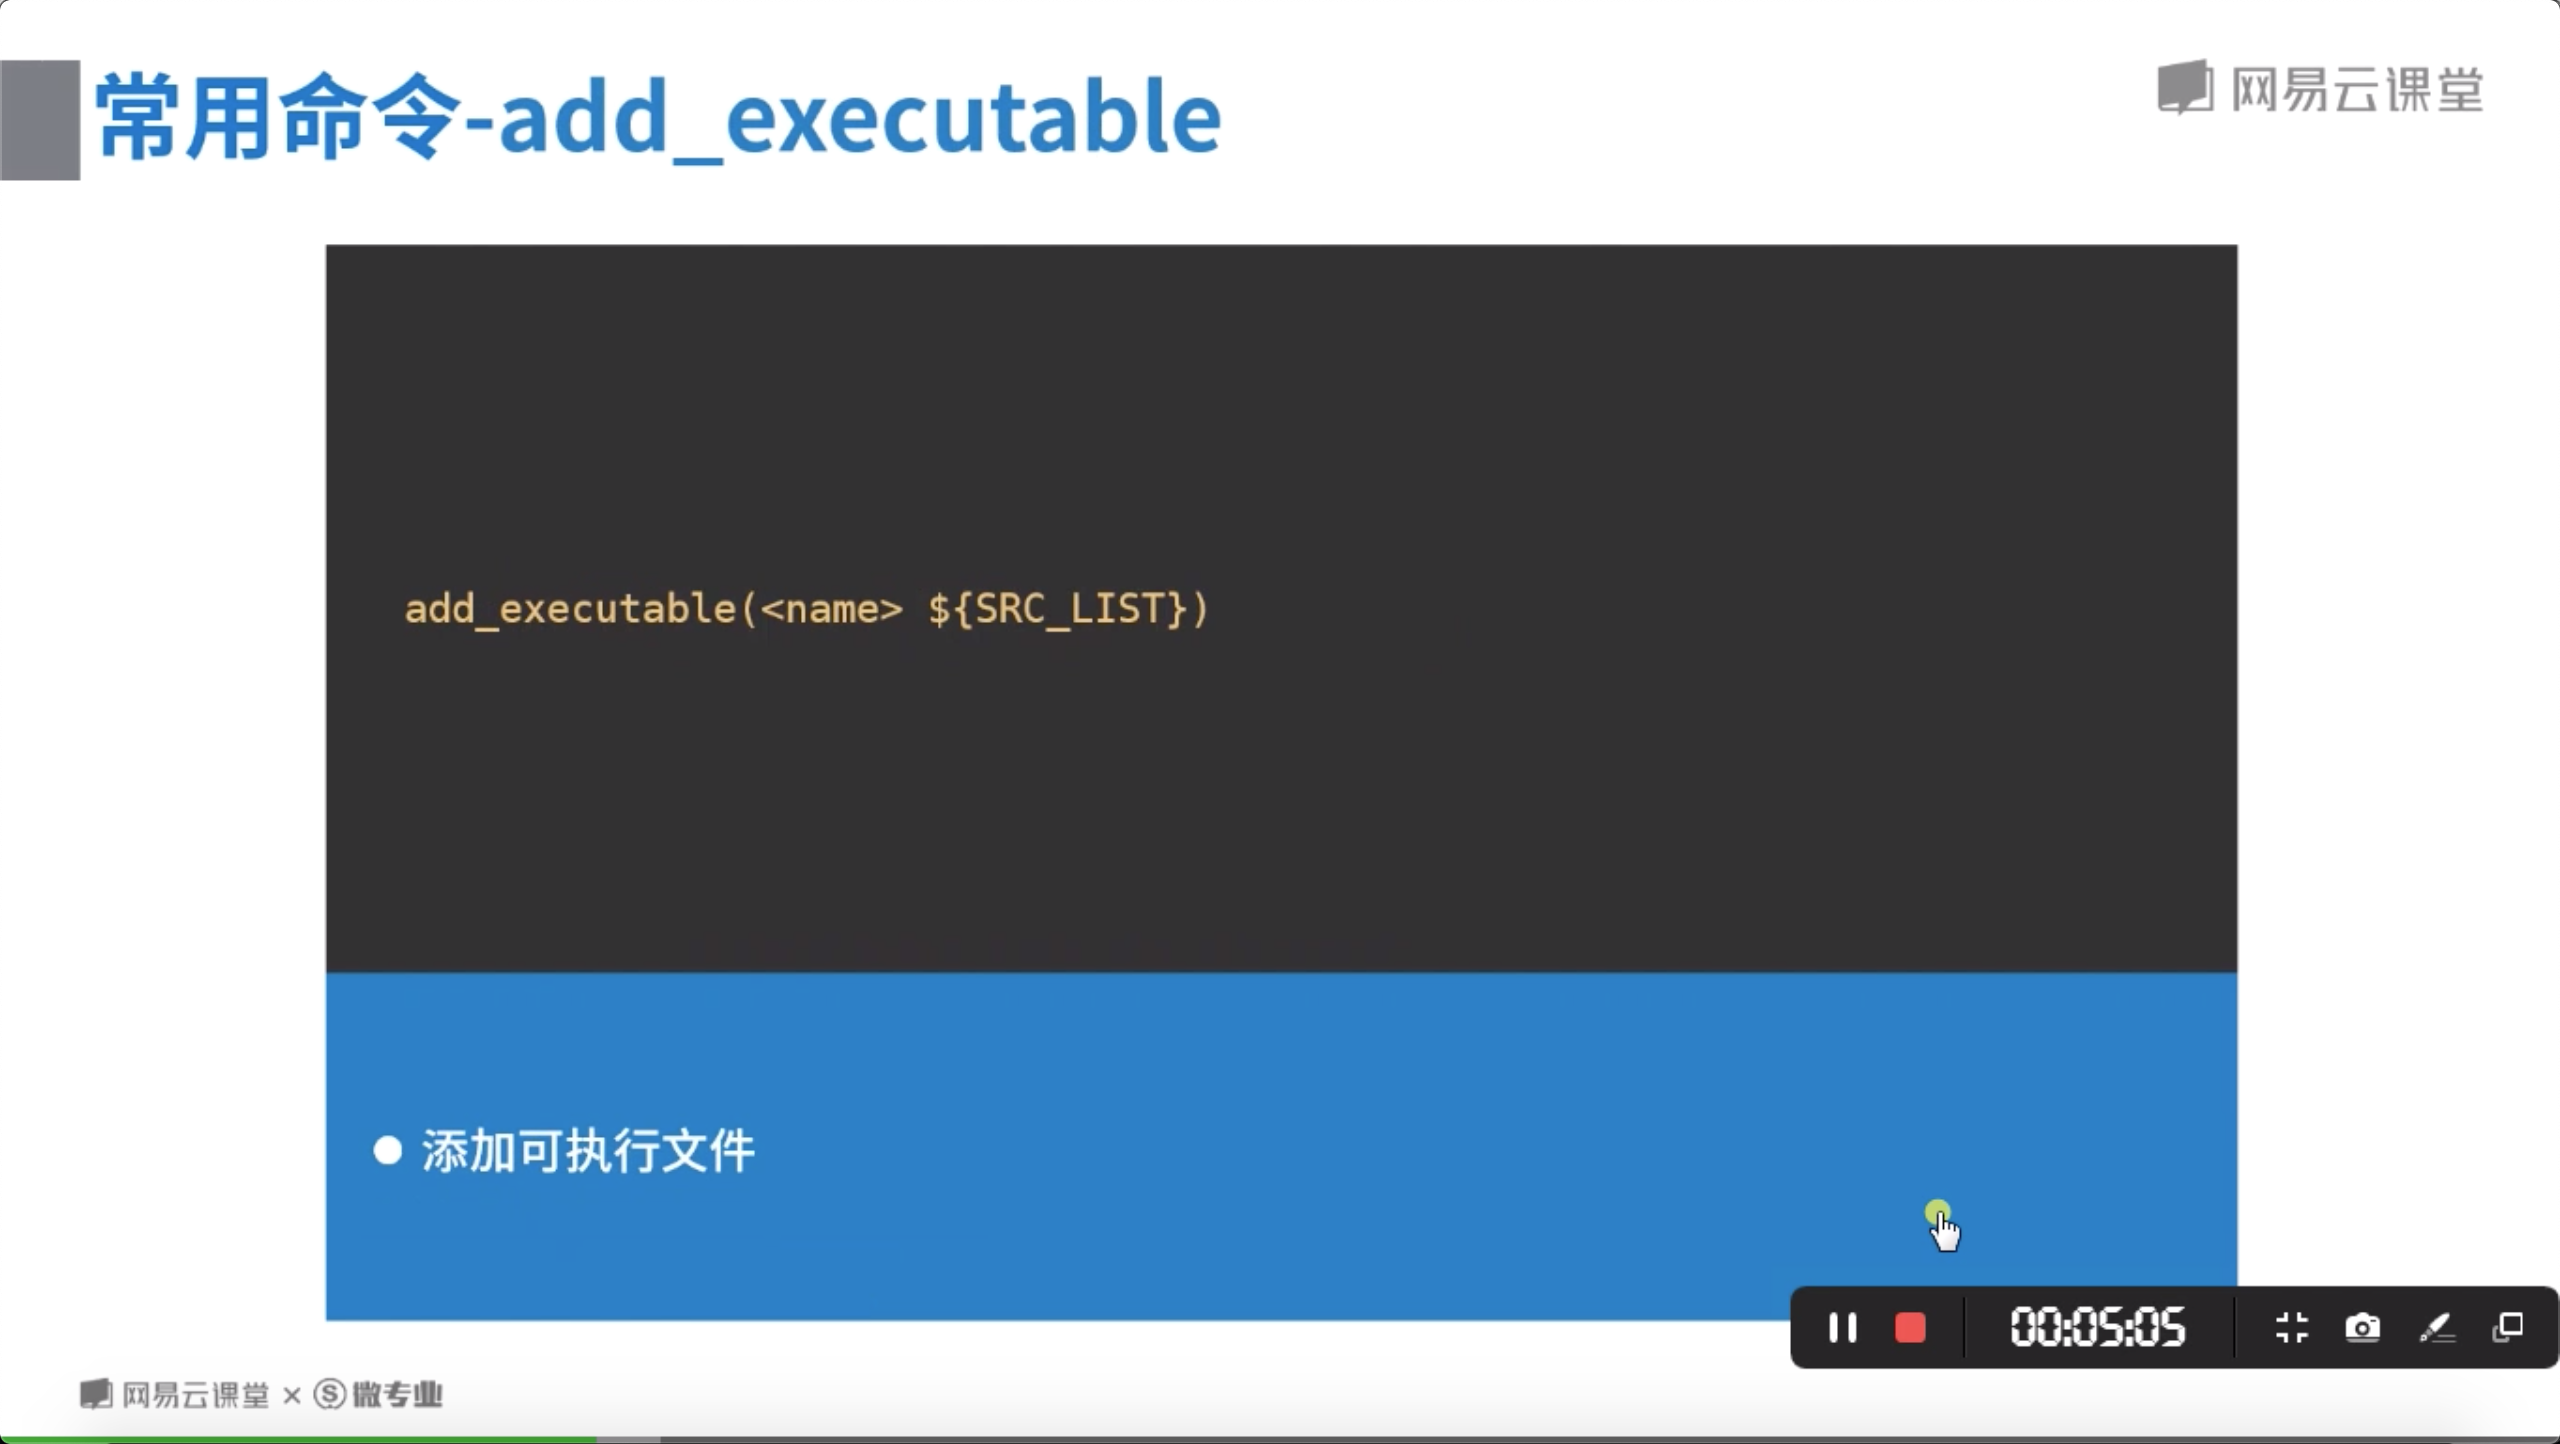 常用命令-add_executable
网易云课堂
add_executable(<name> ${SRC_LIST})
添加可执行文件
00:05:05
网易云课堂 × Ⓢ 微专业